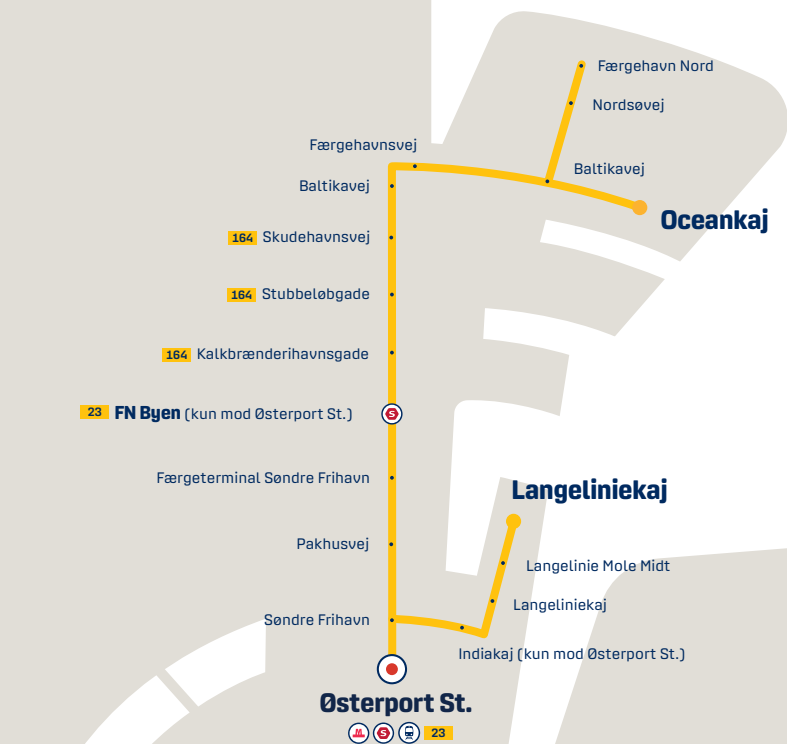 Færgehavn Nord
Nordsøvej
Færgehavnsvej
Baltikavej
Baltikavej
Oceankaj
164 Skudehavnsvej
164 Stubbeløbgade
164 Kalkbrænderihavnsgade
23 FN Byen (kun mod Østerport St.)
S
Færgeterminal Søndre Frihavn
Langeliniekaj
Pakhusvej
Langelinie Mole Midt
Langeliniekaj
Søndre Frihavn
Indiakaj (kun mod Østerport St.)
Østerport St.
M S 23